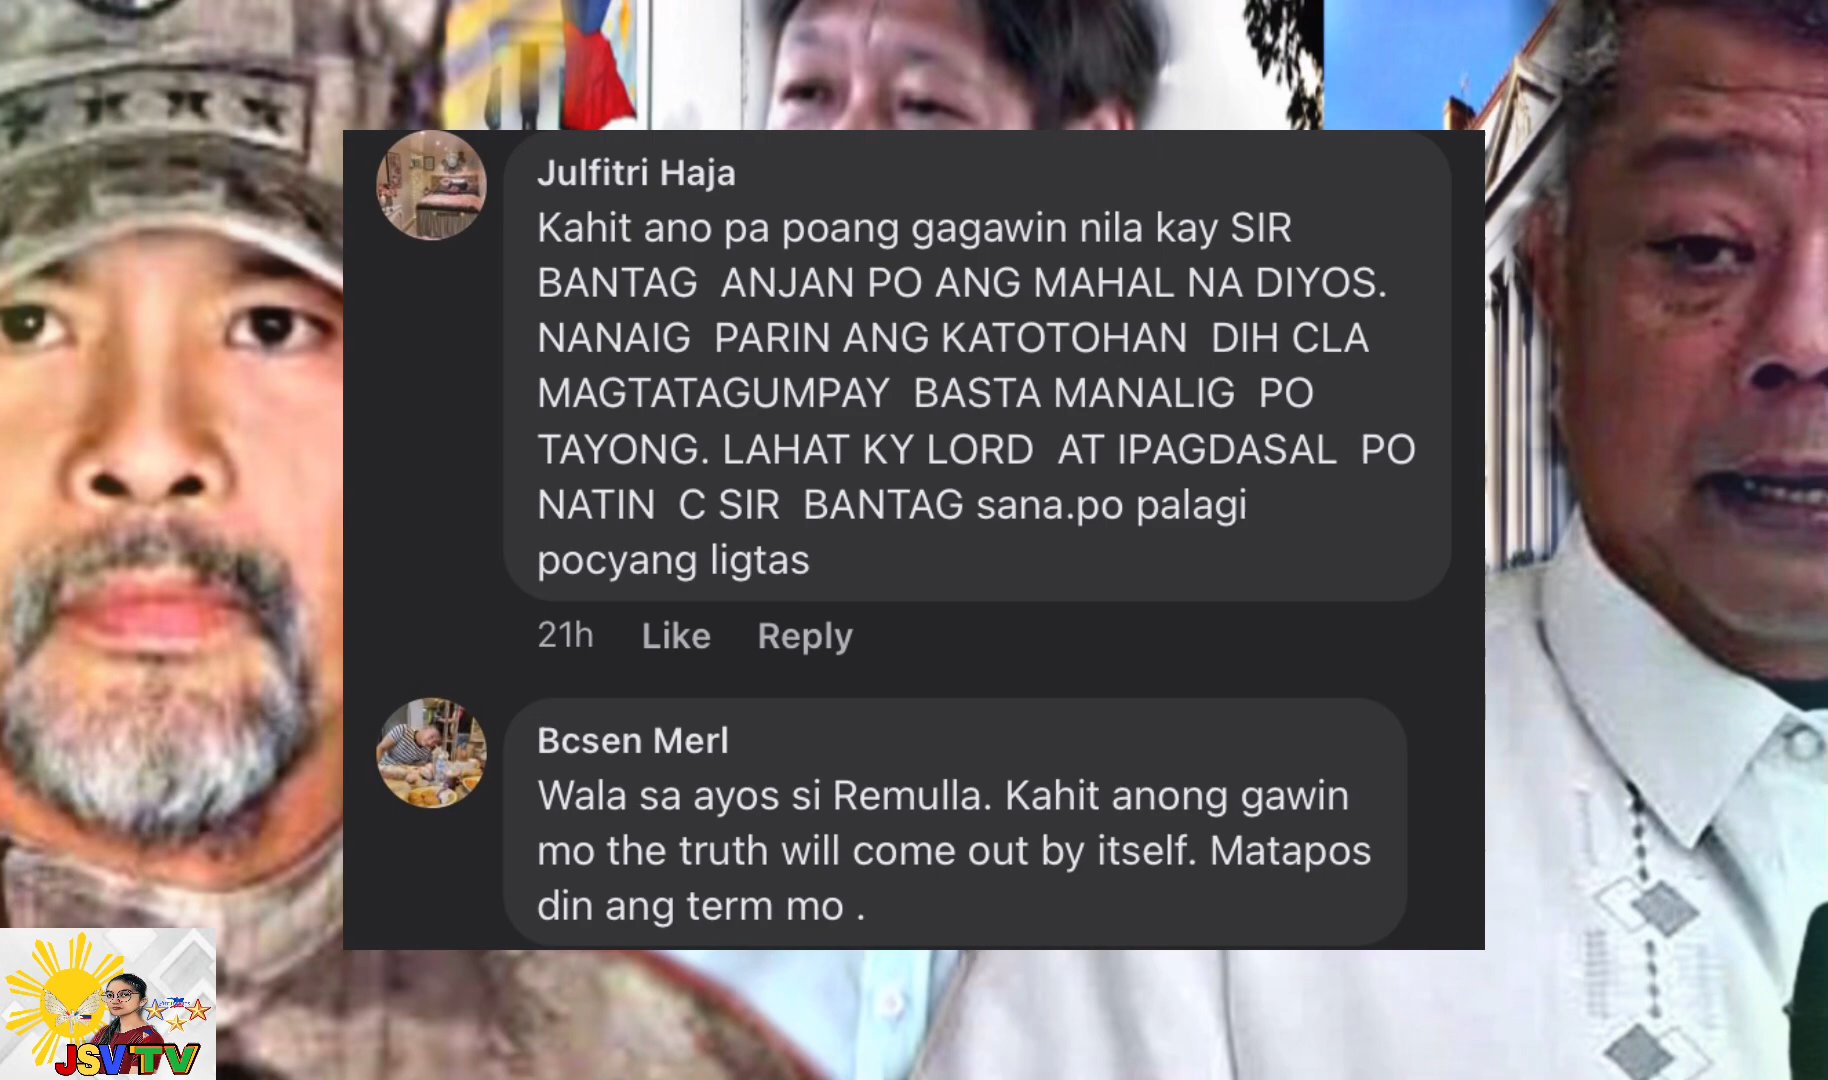 Julfitri Haja
Kahit ano pa poang gagawin nila kay SIR
BANTAG  ANJAN PO ANG MAHAL NA DIYOS.
NANAIG  PARIN ANG KATOTOHAN  DIH CLA
MAGTATAGUMPAY  BASTA MANALIG  PO
TAYONG. LAHAT KY LORD  AT IPAGDASAL  PO
NATIN  C SIR  BANTAG sana.po palagi
pocyang ligtas
21h Like Reply
Bcsen Merl
Wala sa ayos si Remulla. Kahit anong gawin
mo the truth will come out by itself. Matapos
din ang term mo .
JSV TV